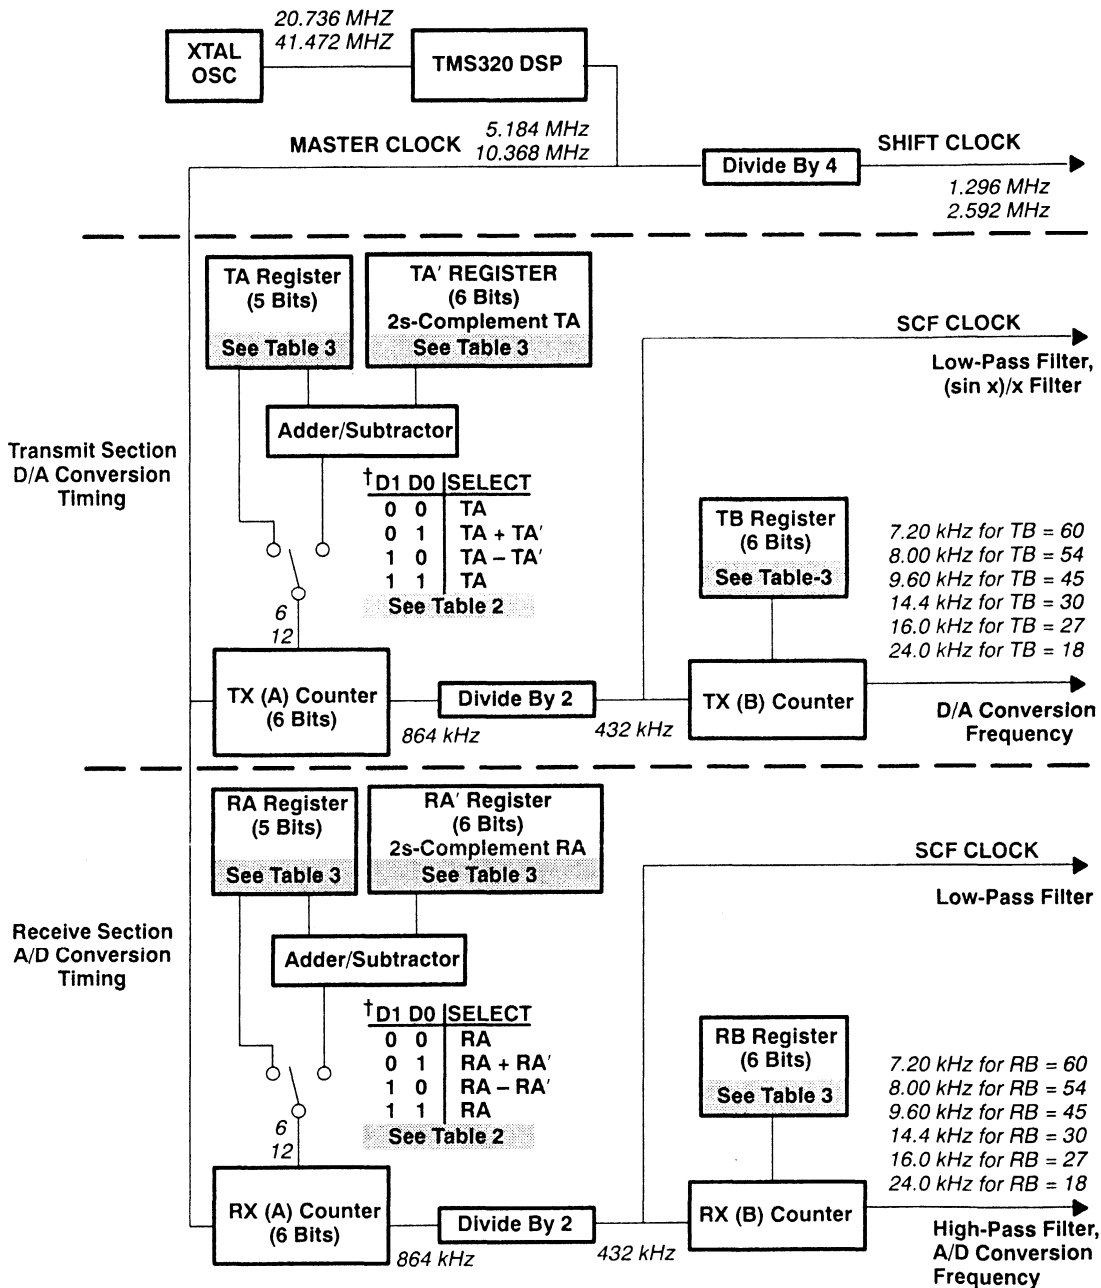 20.736 MHZ
41.472 MHZ
XTAL
OSC
TMS320 DSP
MASTER CLOCK
5.184 MHz
10.368 MHz
Divide By 4
SHIFT CLOCK
1.296 MHz
2.592 MHz
TA Register
(5 Bits)
See Table 3
TA′ REGISTER
(6 Bits)
2s-Complement TA
See Table 3
SCF CLOCK
Low-Pass Filter,
(sin x)/x Filter
Adder/Subtractor
Transmit Section
D/A Conversion
Timing
†D1 D0 SELECT
0 0 TA
0 1 TA + TA′
1 0 TA – TA′
1 1 TA
See Table 2
TB Register
(6 Bits)
See Table-3
7.20 kHz for TB = 60
8.00 kHz for TB = 54
9.60 kHz for TB = 45
14.4 kHz for TB = 30
16.0 kHz for TB = 27
24.0 kHz for TB = 18
6
12
TX (A) Counter
(6 Bits)
864 kHz
Divide By 2
432 kHz
TX (B) Counter
D/A Conversion
Frequency
RA Register
(5 Bits)
See Table 3
RA′ Register
(6 Bits)
2s-Complement RA
See Table 3
SCF CLOCK
Low-Pass Filter
Adder/Subtractor
Receive Section
A/D Conversion
Timing
†D1 D0 SELECT
0 0 RA
0 1 RA + RA′
1 0 RA – RA′
1 1 RA
See Table 2
RB Register
(6 Bits)
See Table 3
7.20 kHz for RB = 60
8.00 kHz for RB = 54
9.60 kHz for RB = 45
14.4 kHz for RB = 30
16.0 kHz for RB = 27
24.0 kHz for RB = 18
6
12
RX (A) Counter
(6 Bits)
864 kHz
Divide By 2
432 kHz
RX (B) Counter
High-Pass Filter,
A/D Conversion
Frequency